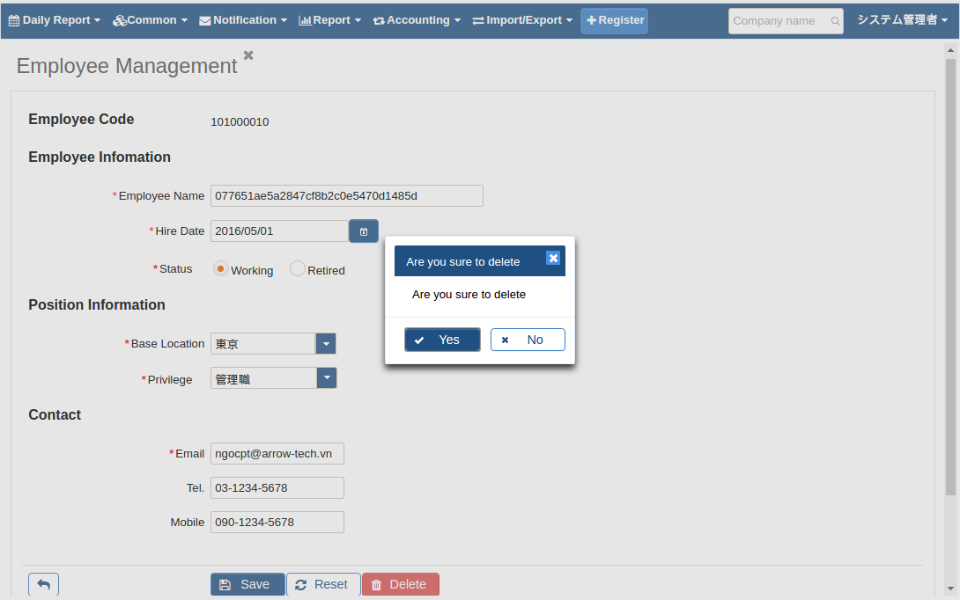 Daily Report Common Notification Report Accounting Import/Export Register Company name システム管理者
Employee Management
Employee Code 101000010
Employee Infomation
*Employee Name 077651ae5a2847cf8b2c0e5470d1485d
*Hire Date 2016/05/01
*Status Working Retired
Position Information
*Base Location 東京
*Privilege 管理職
Contact
*Email ngocpt@arrow-tech.vn
Tel. 03-1234-5678
Mobile 090-1234-5678
Save Reset Delete
Are you sure to delete
Are you sure to delete
Yes No